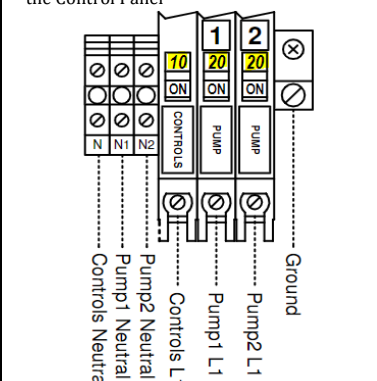 the Control Panel
1 2
10 20 20
ON ON ON
CONTROLS PUMP PUMP
N N1 N2
Controls Neutra
Pump1 Neutral
Pump2 Neutral
Controls L1
Pump1 L1
Pump2 L1
Ground